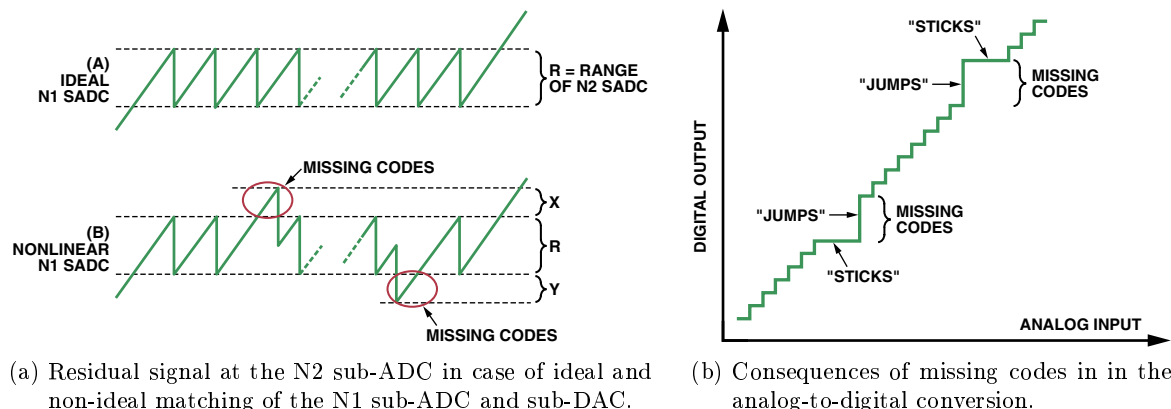 (A)
IDEAL
N1 SADC
R = RANGE
OF N2 SADC
MISSING CODES
X
(B)
NONLINEAR
N1 SADC
R
Y
MISSING CODES
(a) Residual signal at the N2 sub-ADC in case of ideal and
non-ideal matching of the N1 sub-ADC and sub-DAC.
DIGITAL OUTPUT
"STICKS"
"JUMPS"
MISSING
CODES
"JUMPS"
MISSING
CODES
"STICKS"
ANALOG INPUT
(b) Consequences of missing codes in in the
analog-to-digital conversion.